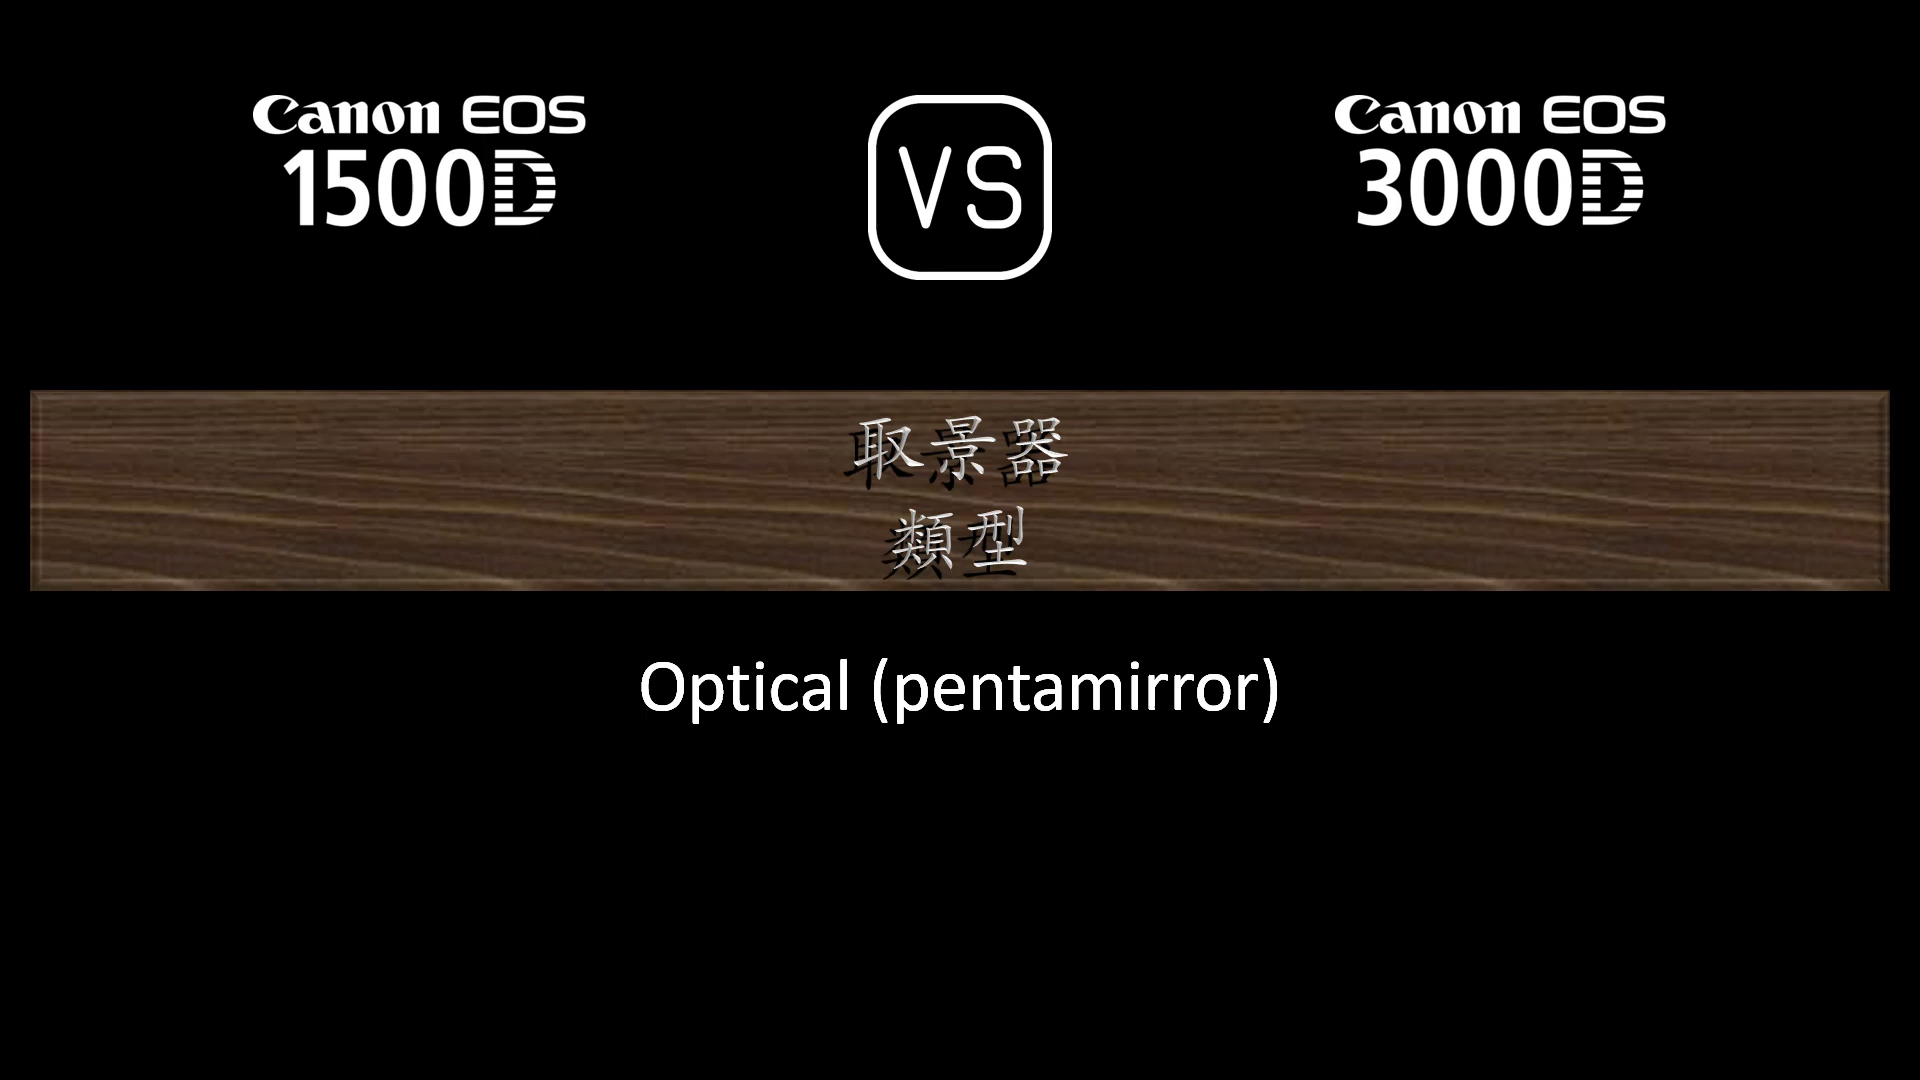 Canon EOS
1500D
VS
Canon EOS
3000D
取景器
類型
Optical (pentamirror)